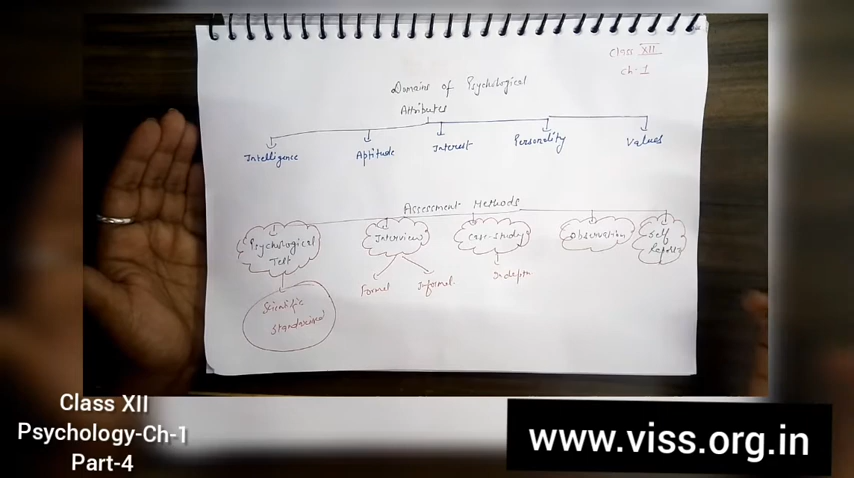 Class XII
ch-1
Domains of Psychological
Attributes
Intelligence Aptitude Interest Personality Values
Assessment Methods
Psychological
Test
Interview
Case-study
Observation
Self
Reports
Formal Informal
Indepth
Scientific
Standardised
Class XII
Psychology-Ch-1
Part-4
www.viss.org.in